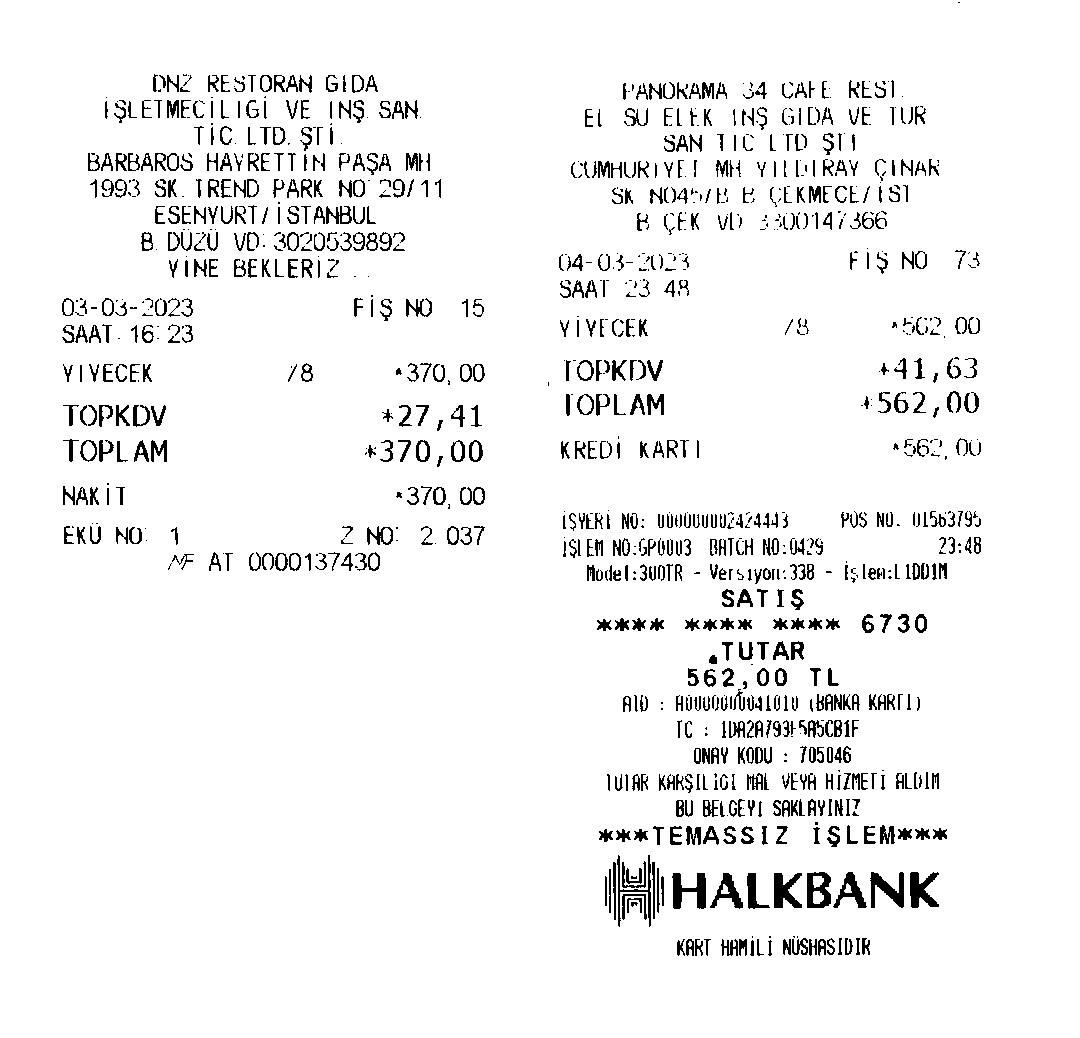 DNZ RESTORAN GIDA
İŞLETMECİLİGİ VE İNŞ. SAN.
TİC. LTD. ŞTİ.
BARBAROS HAYRETTİN PAŞA MH
1993 SK. TREND PARK NO:29/11
ESENYURT/İSTANBUL
B. DÜZÜ VD:3020539892
YİNE BEKLERİZ...
03-03-2023 FİŞ NO 15
SAAT 16:23
YİYECEK /8 *370,00
TOPKDV *27,41
TOPLAM *370,00
NAKİT *370,00
EKÜ NO: 1 Z NO: 2.037
MF AT 0000137430
PANORAMA 34 CAFE REST.
EL SU ELEK İNŞ GIDA VE TUR
SAN TİC LTD ŞTİ
CUMHURİYET MH YILDIRAY ÇINAR
SK NO45/B B ÇEKMECE/İST
B ÇEK VD 3300147366
04-03-2023 FİŞ NO 73
SAAT 23:48
YİYECEK /8 *562,00
TOPKDV *41,63
TOPLAM *562,00
KREDİ KARTI *562,00
İŞYERİ NO: 000000002424443 POS NO: 01563795
İŞLEM NO:GP0003 BATCH NO:0429 23:48
Model:300TR - Versiyon:338 - İşlem:L1DD1M
SATIŞ
**** **** **** 6730
TUTAR
562,00 TL
AID : A0000000041010 (BANKA KARTI)
TC : 1DA2A793F5A5CB1F
ONAY KODU : 705046
TUTAR KARŞILIGI MAL VEYA HİZMETİ ALDIM
BU BELGEYİ SAKLAYINIZ
***TEMASSIZ İŞLEM***
HALKBANK
KART HAMİLİ NÜSHASIDIR